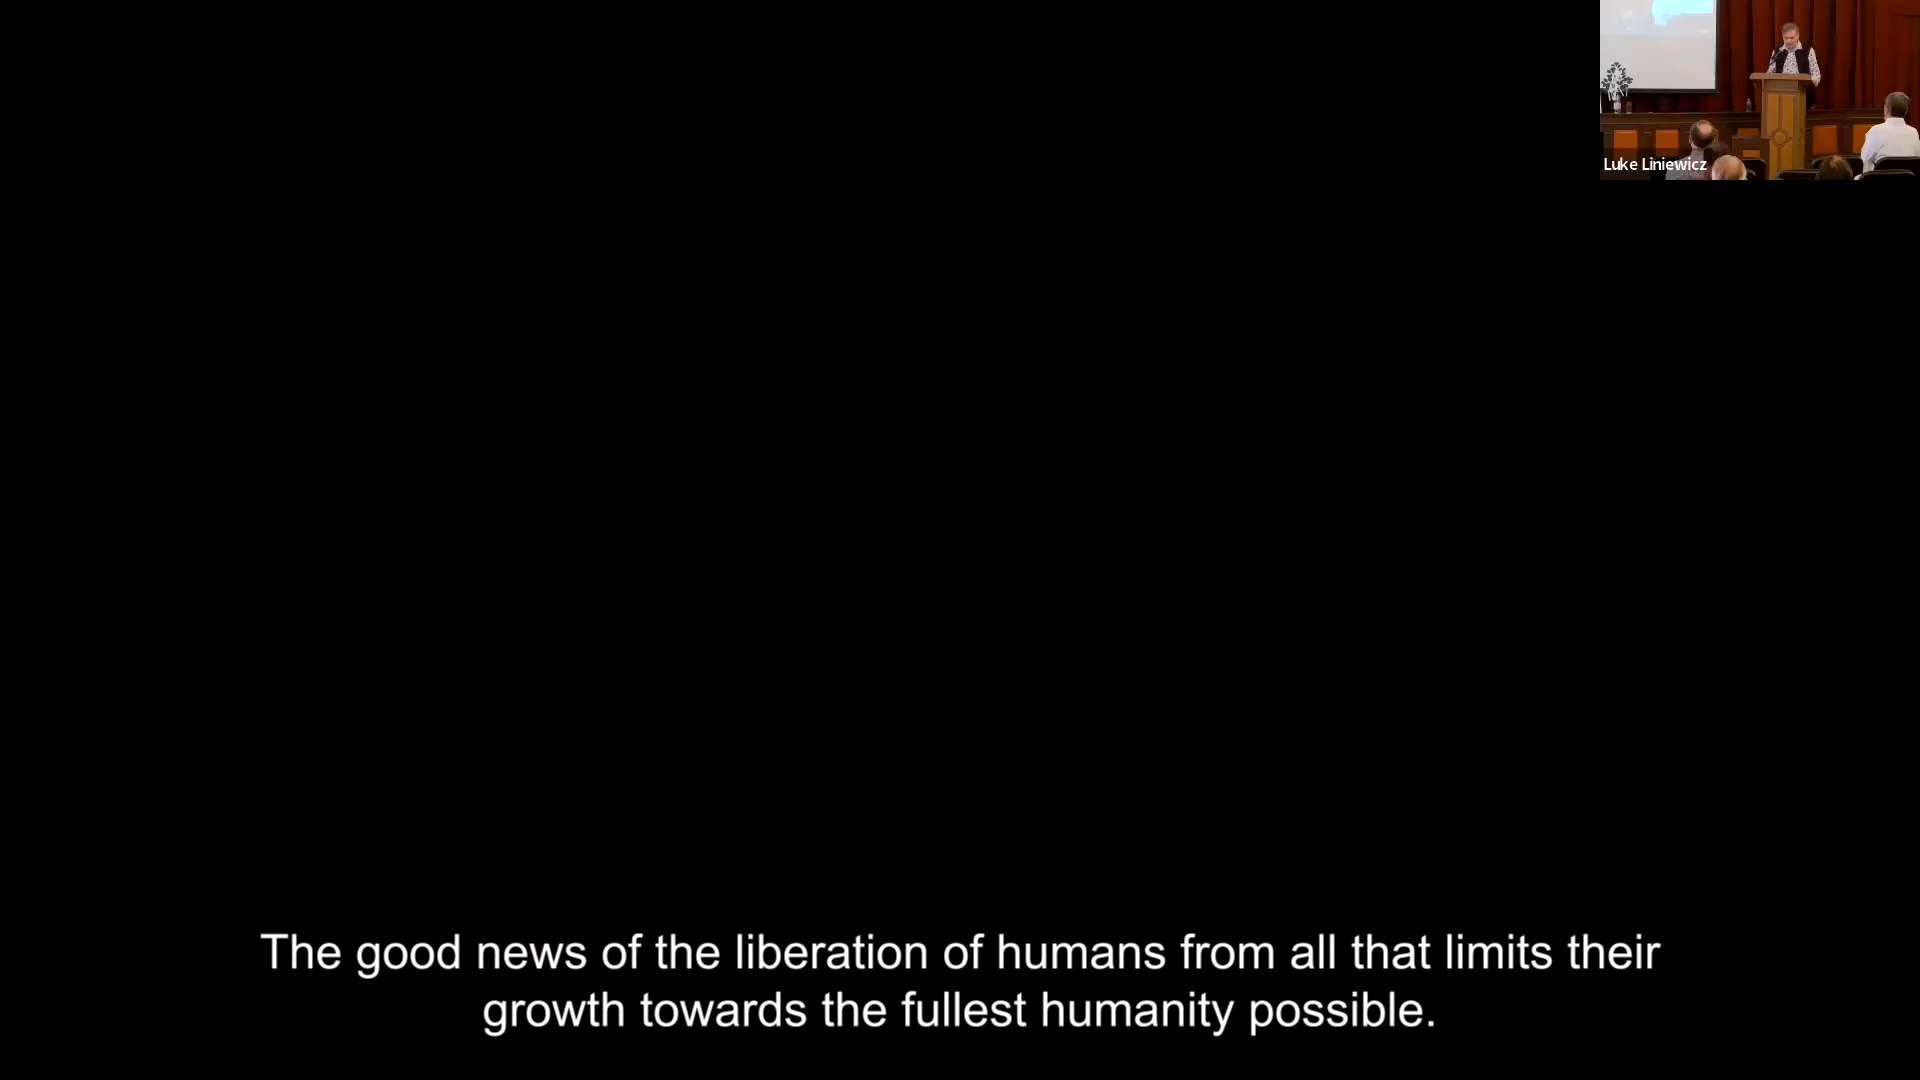 Luke Liniewicz
The good news of the liberation of humans from all that limits their
growth towards the fullest humanity possible.